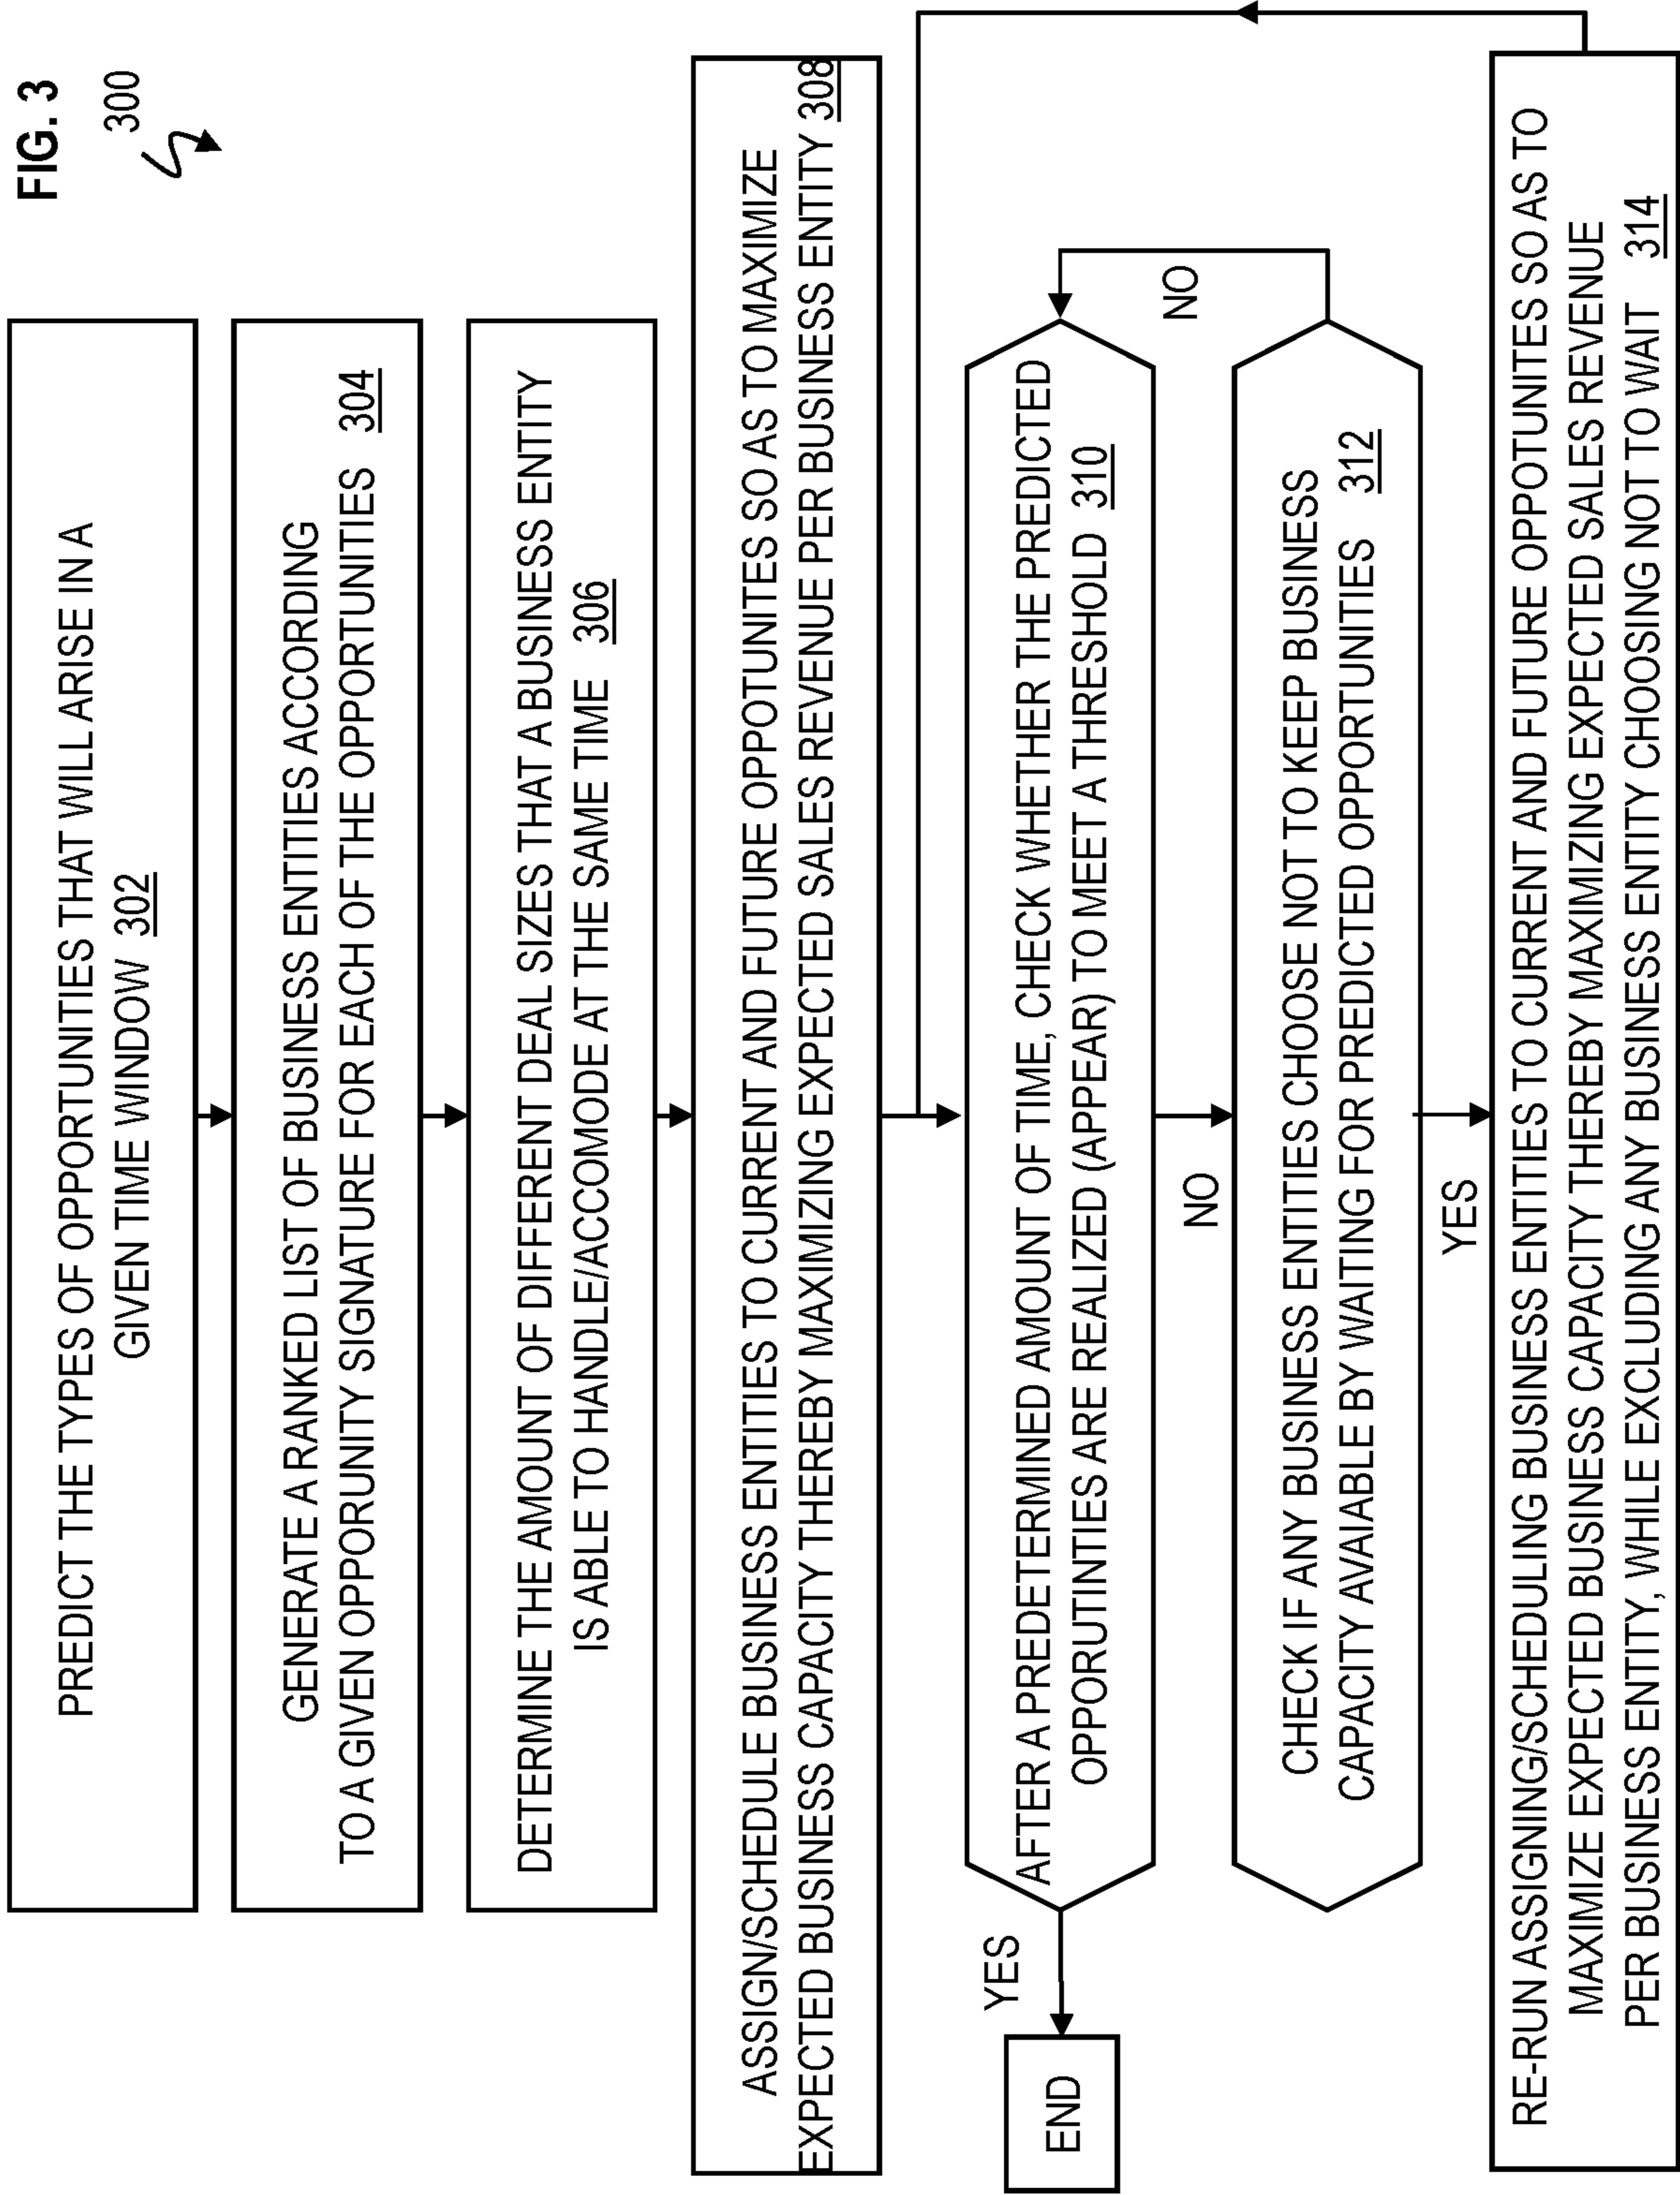 FIG. 3
300
PREDICT THE TYPES OF OPPORTUNITIES THAT WILL ARISE IN A
GIVEN TIME WINDOW 302
GENERATE A RANKED LIST OF BUSINESS ENTITIES ACCORDING
TO A GIVEN OPPORUNITY SIGNATURE FOR EACH OF THE OPPORTUNITIES 304
DETERMINE THE AMOUNT OF DIFFERENT DEAL SIZES THAT A BUSINESS ENTITY
IS ABLE TO HANDLE/ACCOMODE AT THE SAME TIME 306
ASSIGN/SCHEDULE BUSINESS ENTITIES TO CURRENT AND FUTURE OPPOTUNITES SO AS TO MAXIMIZE
EXPECTED BUSINESS CAPACITY THEREBY MAXIMIZING EXPECTED SALES REVENUE PER BUSINESS ENTITY 308
AFTER A PREDETERMINED AMOUNT OF TIME, CHECK WHETHER THE PREDICTED
OPPORUTINTIES ARE REALIZED (APPEAR) TO MEET A THRESHOLD 310
YES
END
NO
NO
CHECK IF ANY BUSINESS ENTITIES CHOOSE NOT TO KEEP BUSINESS
CAPACITY AVAIABLE BY WAITING FOR PREDICTED OPPORTUNITIES 312
YES
RE-RUN ASSIGNING/SCHEDULING BUSINESS ENTITIES TO CURRENT AND FUTURE OPPOTUNITES SO AS TO
MAXIMIZE EXPECTED BUSINESS CAPACITY THEREBY MAXIMIZING EXPECTED SALES REVENUE
PER BUSINESS ENTITY, WHILE EXCLUDING ANY BUSINESS ENTITY CHOOSING NOT TO WAIT 314